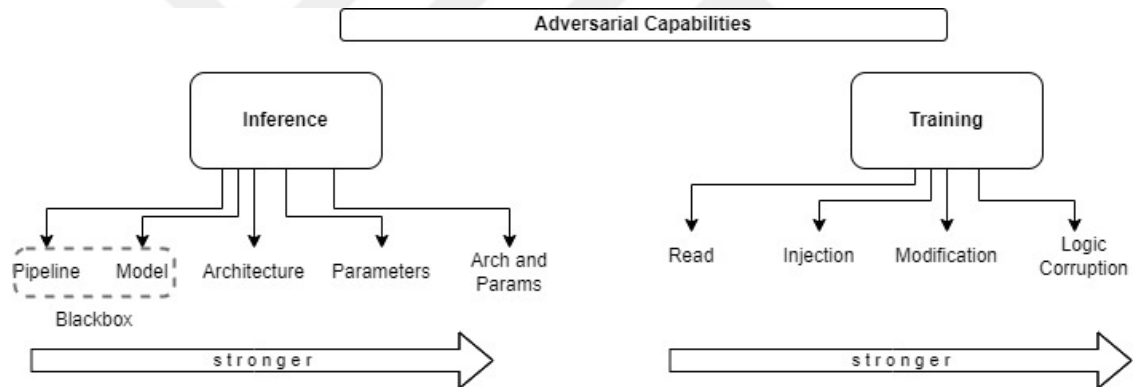 Adversarial Capabilities
Inference
Training
Pipeline
Model
Architecture
Parameters
Arch and
Params
Read
Injection
Modification
Logic
Corruption
Blackbox
stronger
stronger